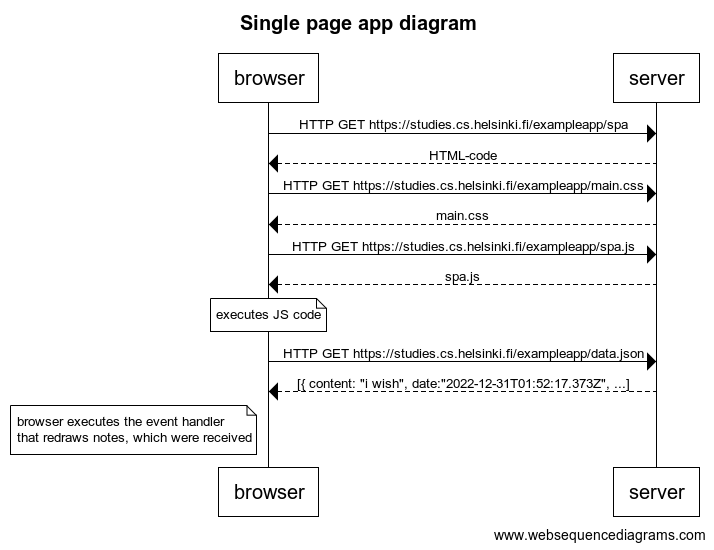 Single page app diagram
browser
server
HTTP GET https://studies.cs.helsinki.fi/exampleapp/spa
HTML-code
HTTP GET https://studies.cs.helsinki.fi/exampleapp/main.css
main.css
HTTP GET https://studies.cs.helsinki.fi/exampleapp/spa.js
spa.js
executes JS code
HTTP GET https://studies.cs.helsinki.fi/exampleapp/data.json
[{ content: "i wish", date:"2022-12-31T01:52:17.373Z", ...]
browser executes the event handler
that redraws notes, which were received
browser
server
www.websequencediagrams.com